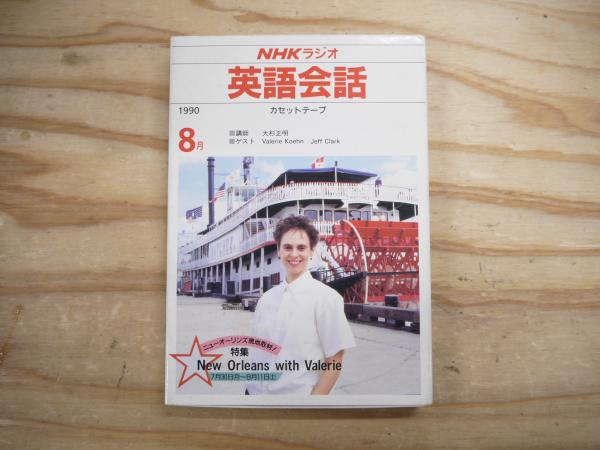 NHKラジオ
英語会話
1990
カセットテープ
8月
講師 大杉正明
ゲスト Valerie Koehn Jeff Clark
ニューオーリンズ現地取材!
特集
New Orleans with Valerie
7月30日月〜8月11日土